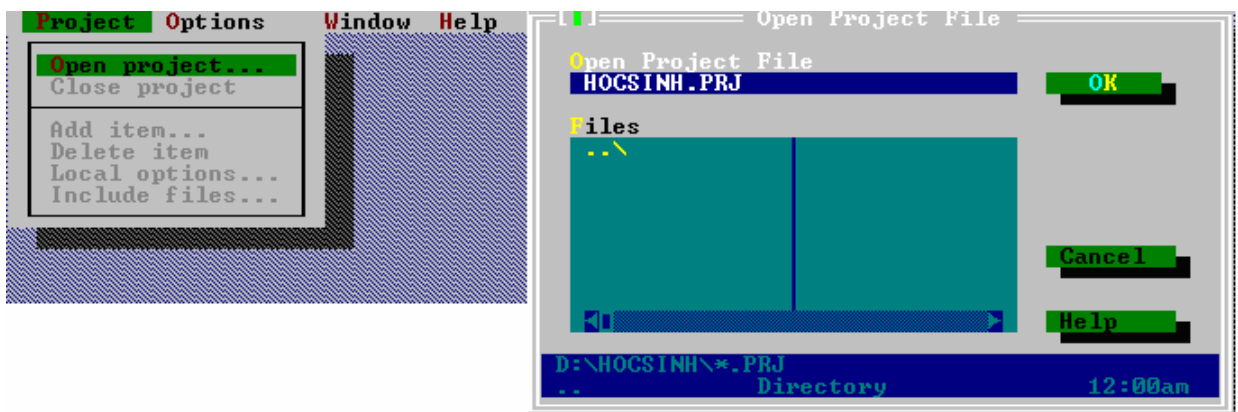 Project Options Window Help
Open project...
Close project
Add item...
Delete item
Local options...
Include files...
[ ] Open Project File
Open Project File
HOCSINH.PRJ
OK
Files
..\
Cancel
Help
D:\HOCSINH\*.PRJ
.. Directory 12:00am